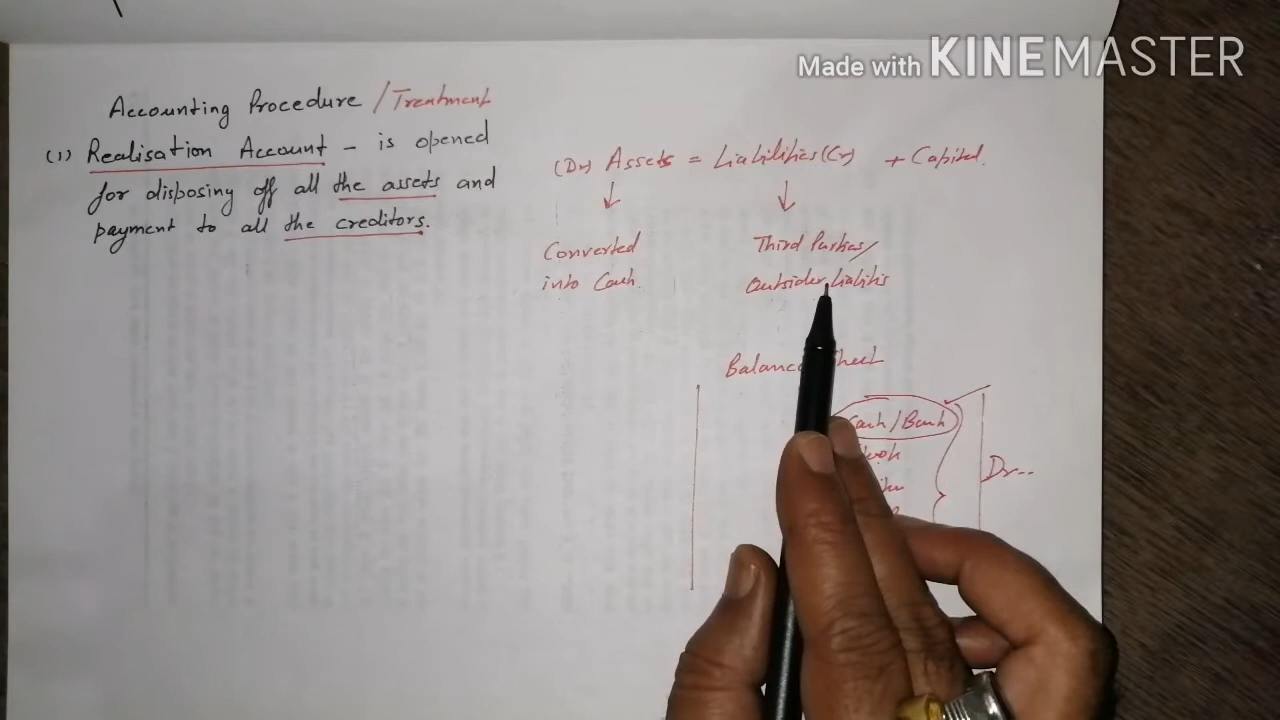 Made with KINEMASTER
Accounting Procedure / Treatment
(1) Realisation Account – is opened
for disposing off all the assets and
payment to all the creditors.
(Dr) Assets = Liabilities (Cr) + Capital.
Converted
into Cash.
Third Parties/
Outsider
Balance Sheet
Cash / Bank
Dr--